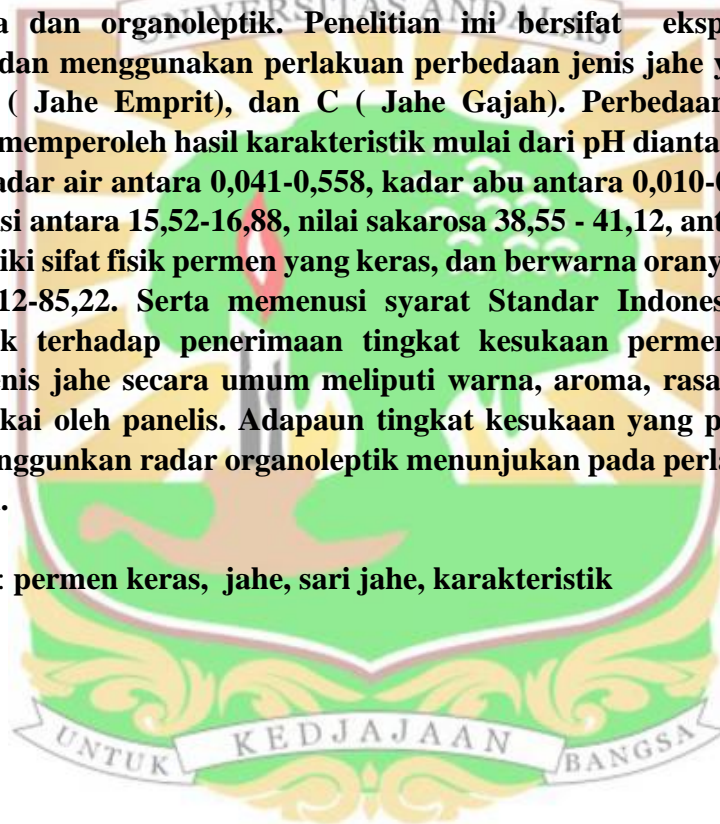 a dan organoleptik. Penelitian ini bersifat eksp
UNIVERSITAS ANDALAS
dan menggunakan perlakuan perbedaan jenis jahe y
( Jahe Emprit), dan C ( Jahe Gajah). Perbedaan
memperoleh hasil karakteristik mulai dari pH dianta
adar air antara 0,041-0,558, kadar abu antara 0,010-
si antara 15,52-16,88, nilai sakarosa 38,55 - 41,12, ant
iki sifat fisik permen yang keras, dan berwarna orany
12-85,22. Serta memenusi syarat Standar Indones
k terhadap penerimaan tingkat kesukaan permen
enis jahe secara umum meliputi warna, aroma, rasa
kai oleh panelis. Adapaun tingkat kesukaan yang p
nggunkan radar organoleptik menunjukan pada perla
.
: permen keras, jahe, sari jahe, karakteristik
UNTUK KEDJAJAAN BANGSA